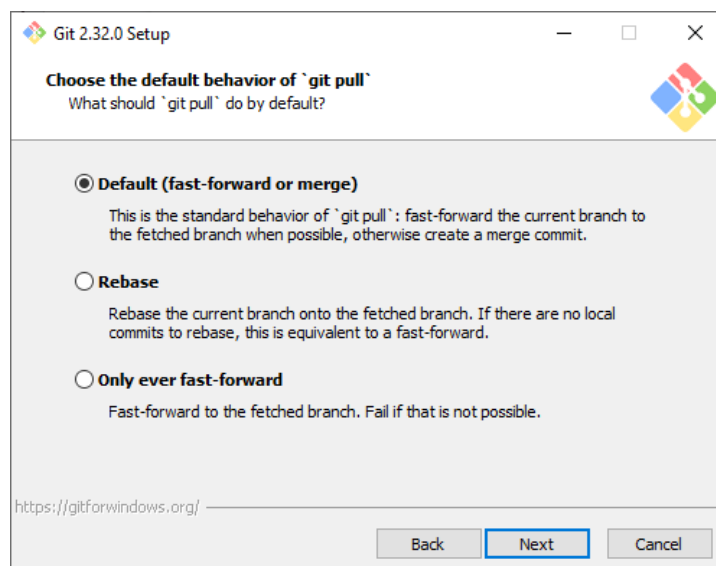 Git 2.32.0 Setup
Choose the default behavior of `git pull`
What should `git pull` do by default?
Default (fast-forward or merge)
This is the standard behavior of `git pull`: fast-forward the current branch to
the fetched branch when possible, otherwise create a merge commit.
Rebase
Rebase the current branch onto the fetched branch. If there are no local
commits to rebase, this is equivalent to a fast-forward.
Only ever fast-forward
Fast-forward to the fetched branch. Fail if that is not possible.
https://gitforwindows.org/
Back Next Cancel